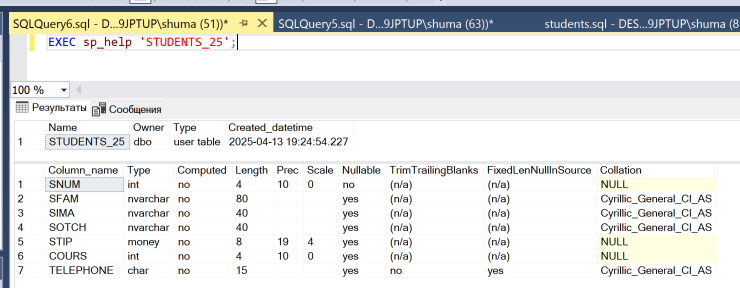 SQLQuery6.sql - D...9JPTUP\shuma (51))* SQLQuery5.sql - D...9JPTUP\shuma (63))* students.sql - DES...9JPTUP\shuma (8
EXEC sp_help 'STUDENTS_25';
100 %
Результаты Сообщения
Name Owner Type Created_datetime
1 STUDENTS_25 dbo user table 2025-04-13 19:24:54.227
Column_name Type Computed Length Prec Scale Nullable TrimTrailingBlanks FixedLenNullInSource Collation
1 SNUM int no 4 10 0 no (n/a) (n/a) NULL
2 SFAM nvarchar no 80 yes (n/a) (n/a) Cyrillic_General_CI_AS
3 SIMA nvarchar no 40 yes (n/a) (n/a) Cyrillic_General_CI_AS
4 SOTCH nvarchar no 40 yes (n/a) (n/a) Cyrillic_General_CI_AS
5 STIP money no 8 19 4 yes (n/a) (n/a) NULL
6 COURS int no 4 10 0 yes (n/a) (n/a) NULL
7 TELEPHONE char no 15 yes no yes Cyrillic_General_CI_AS